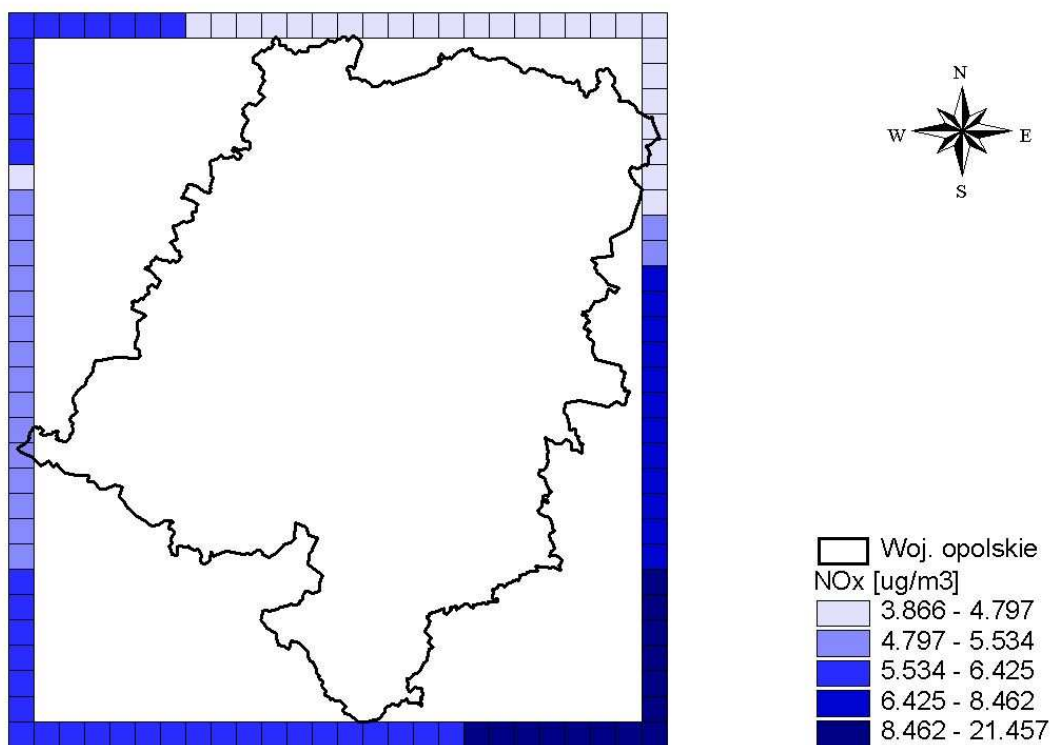 N
W E
S
Woj. opolskie
NOx [ug/m3]
3.866 - 4.797
4.797 - 5.534
5.534 - 6.425
6.425 - 8.462
8.462 - 21.457